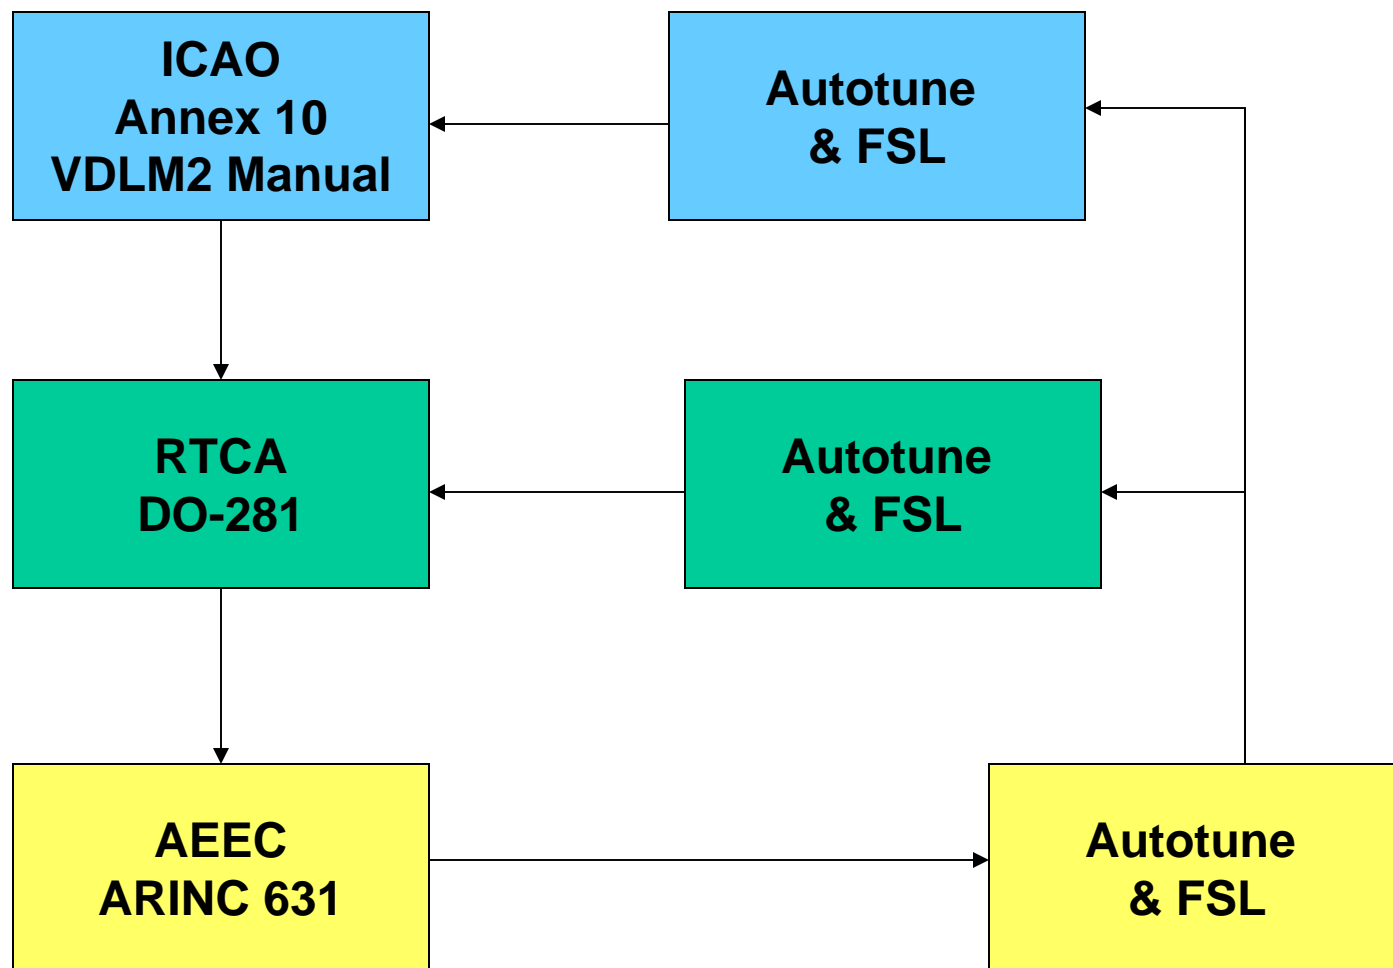 ICAO
Annex 10
VDLM2 Manual
Autotune
& FSL
RTCA
DO-281
Autotune
& FSL
AEEC
ARINC 631
Autotune
& FSL